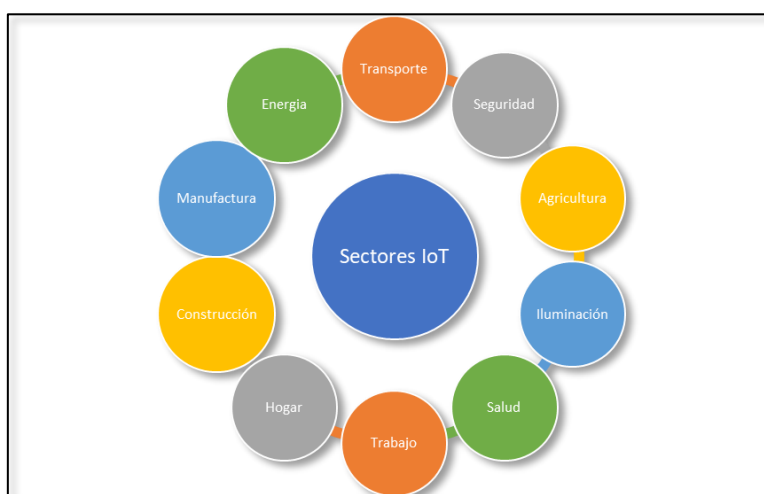 Transporte
Seguridad
Agricultura
Iluminación
Salud
Trabajo
Hogar
Construcción
Manufactura
Energia
Sectores IoT